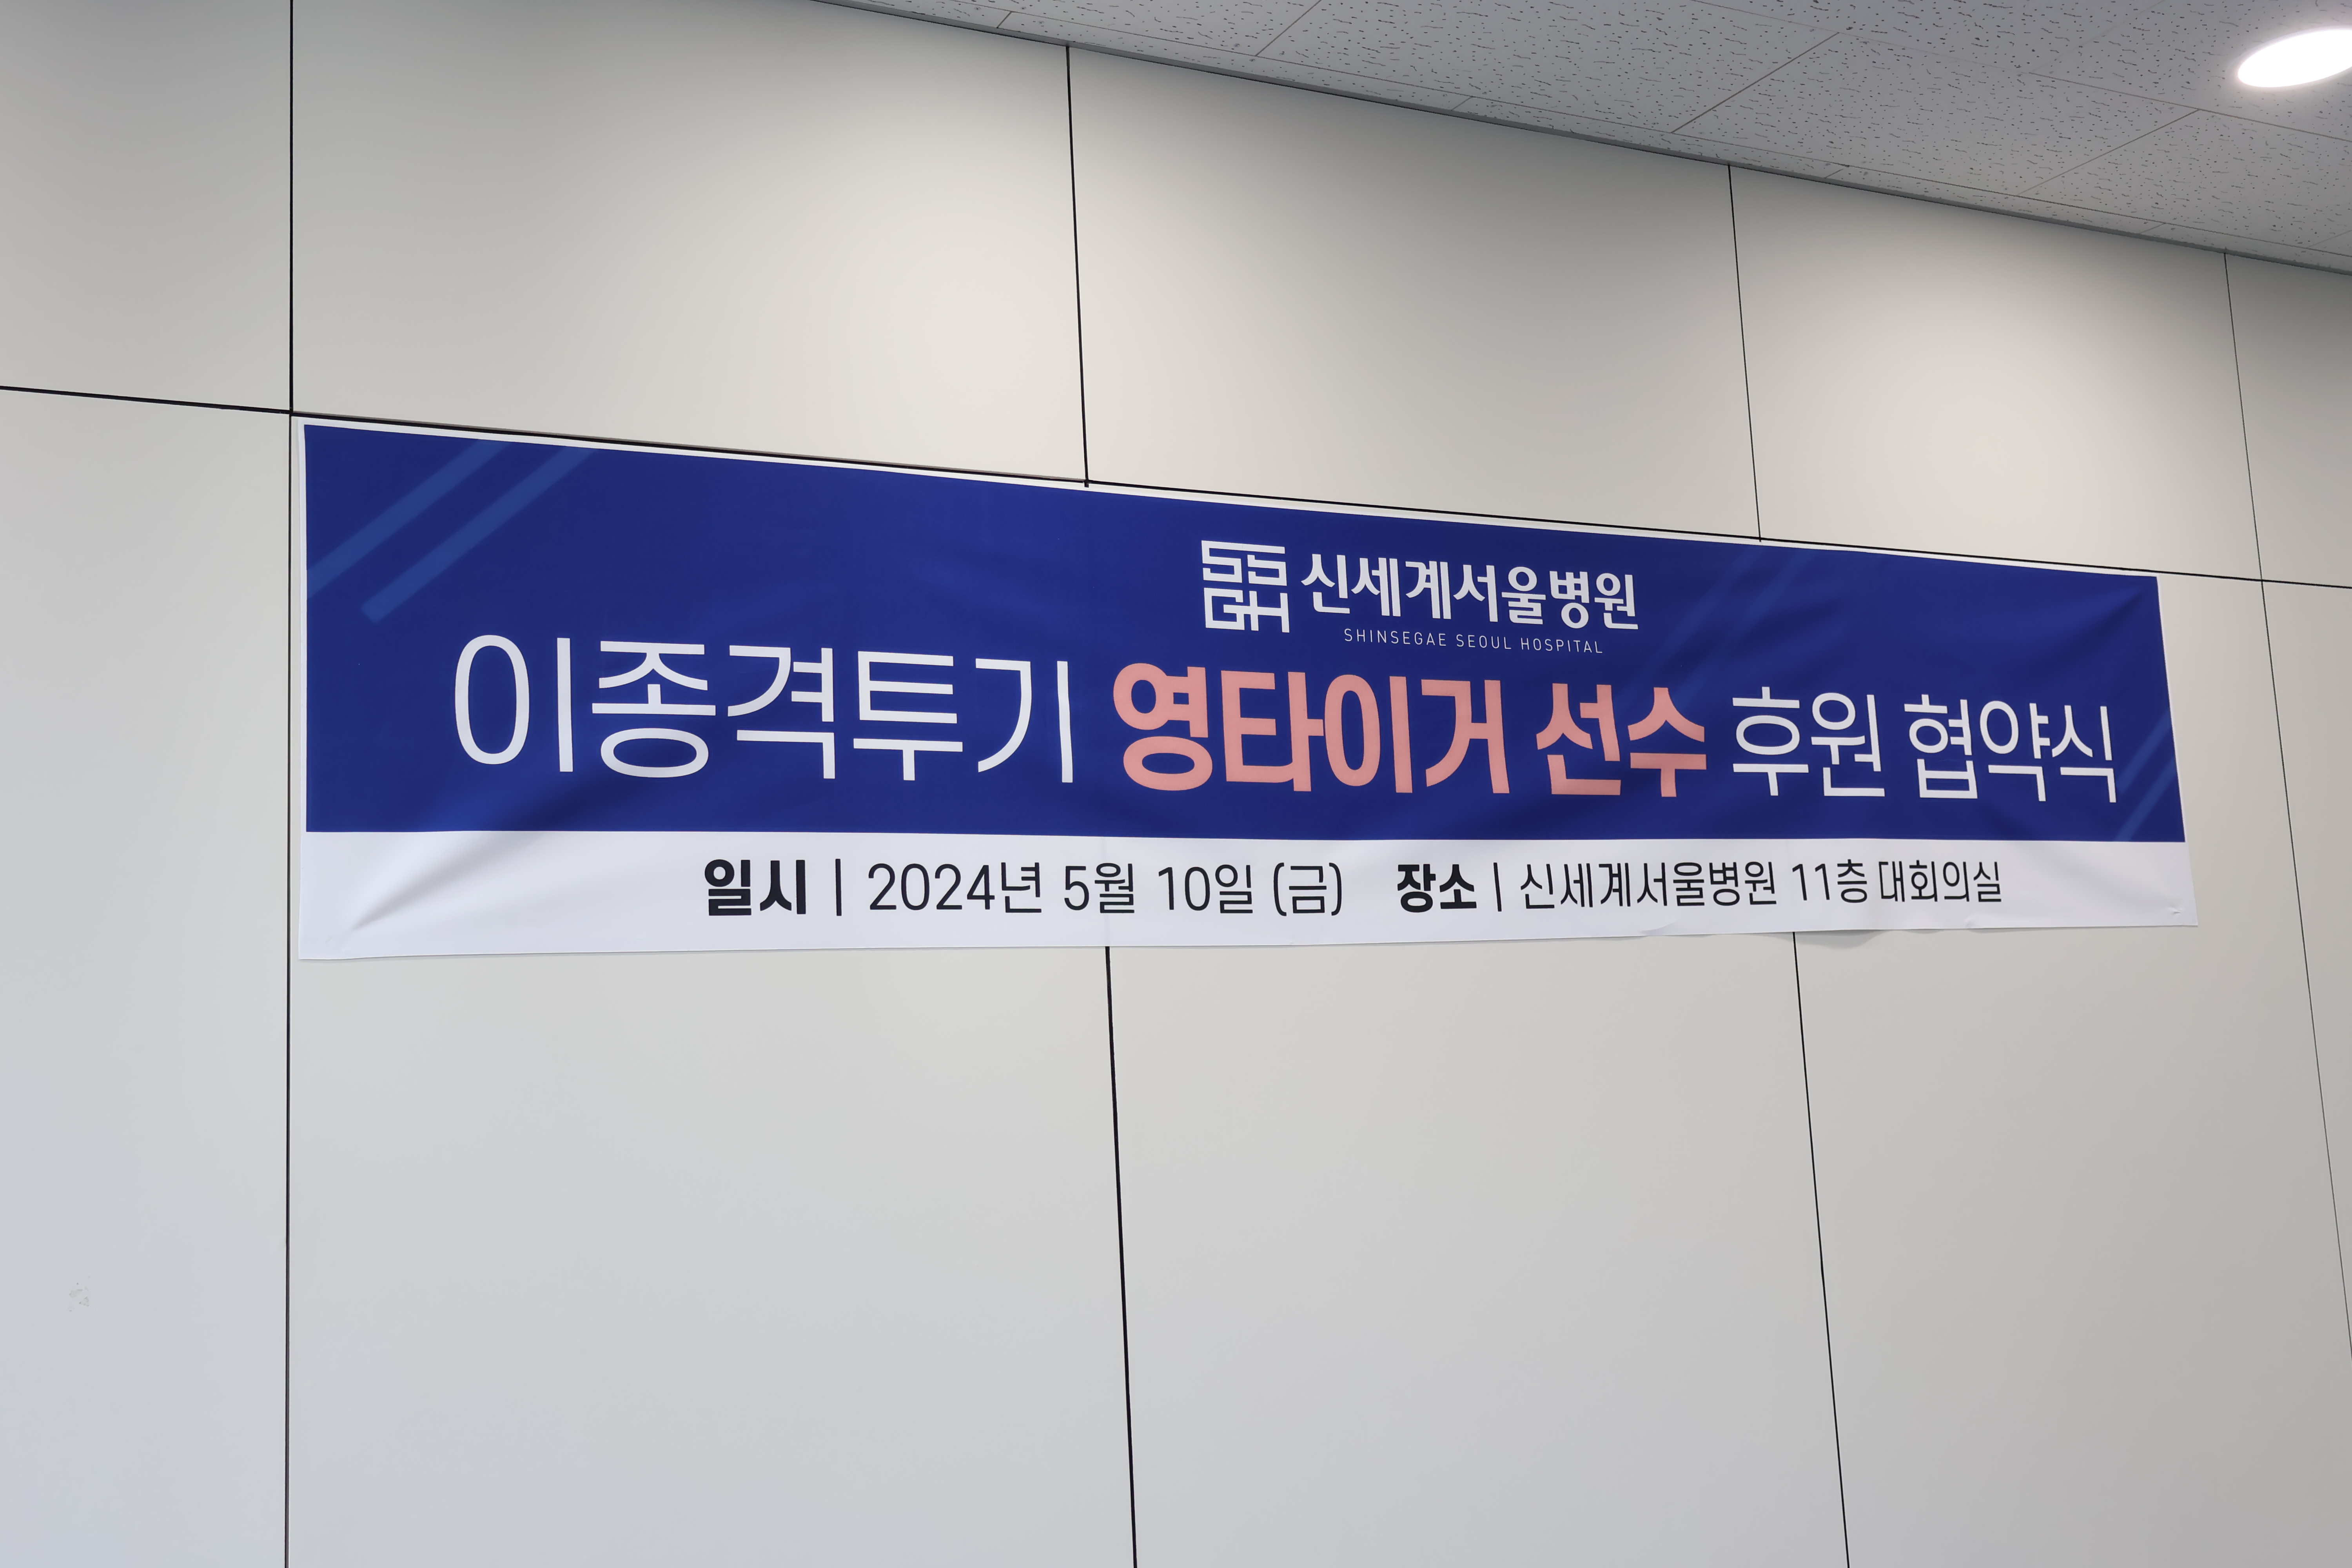 SSGH 신세계서울병원
SHINSEGAE SEOUL HOSPITAL
이종격투기 영타이거 선수 후원 협약식
일시 | 2024년 5월 10일 (금) 장소 | 신세계서울병원 11층 대회의실